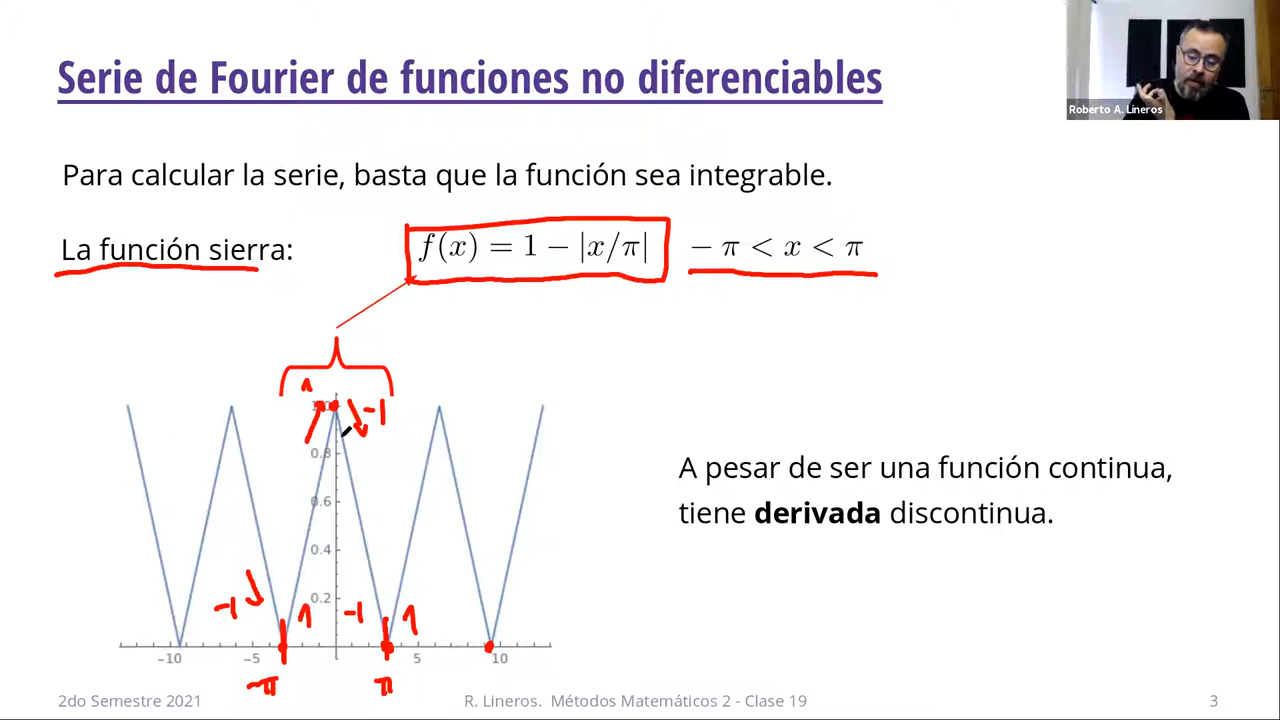 Serie de Fourier de funciones no diferenciables
Roberto A. Lineros
Para calcular la serie, basta que la función sea integrable.
La función sierra: f(x) = 1 − |x/π| − π < x < π
1
-1
0.8
0.6
0.4
0.2
-1 1 -1 1
−10 −5 5 10
-π π
A pesar de ser una función continua,
tiene derivada discontinua.
2do Semestre 2021 R. Lineros. Métodos Matemáticos 2 - Clase 19 3